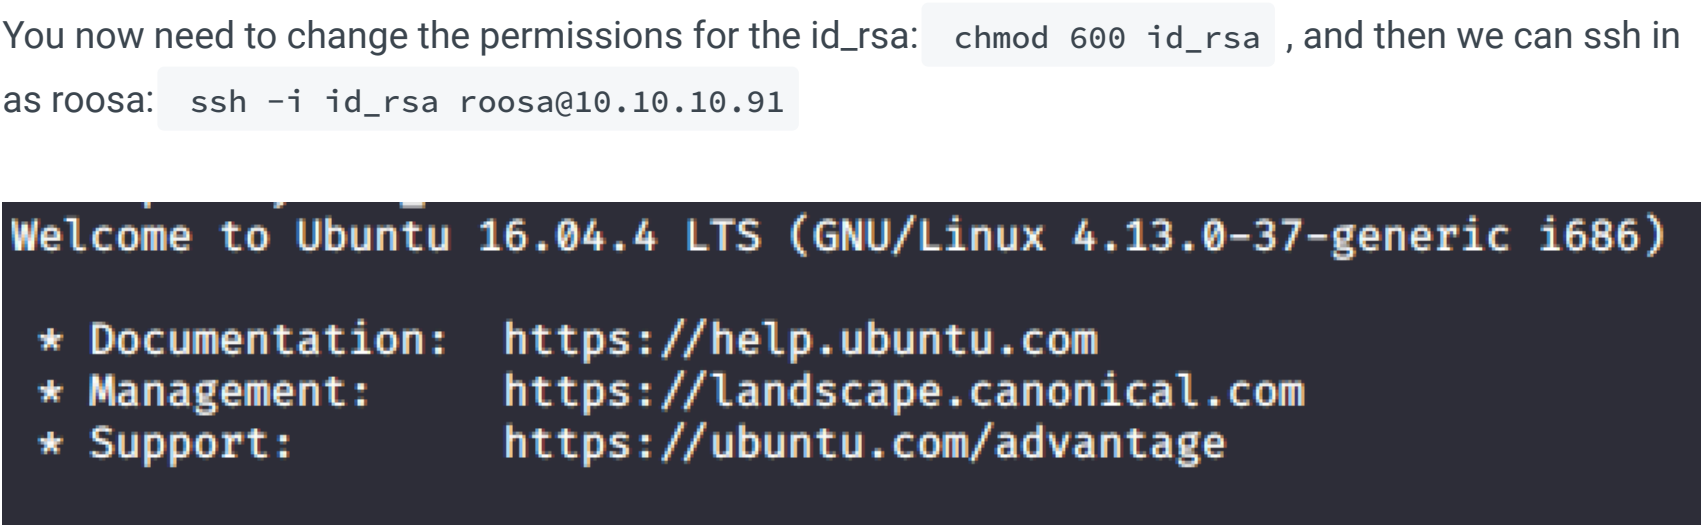 You now need to change the permissions for the id_rsa: chmod 600 id_rsa , and then we can ssh in
as roosa: ssh -i id_rsa roosa@10.10.10.91
Welcome to Ubuntu 16.04.4 LTS (GNU/Linux 4.13.0-37-generic i686)
* Documentation: https://help.ubuntu.com
* Management: https://landscape.canonical.com
* Support: https://ubuntu.com/advantage